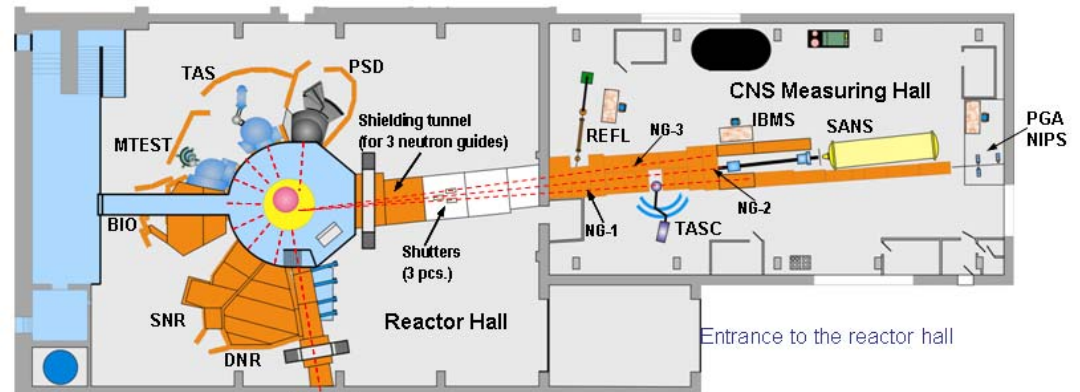 TAS
PSD
Shielding tunnel
(for 3 neutron guides)
MTEST
BIO
SNR
DNR
Shutters
(3 pcs.)
Reactor Hall
CNS Measuring Hall
REFL
NG-3
IBMS
SANS
PGA
NIPS
NG-1
TASC
NG-2
Entrance to the reactor hall